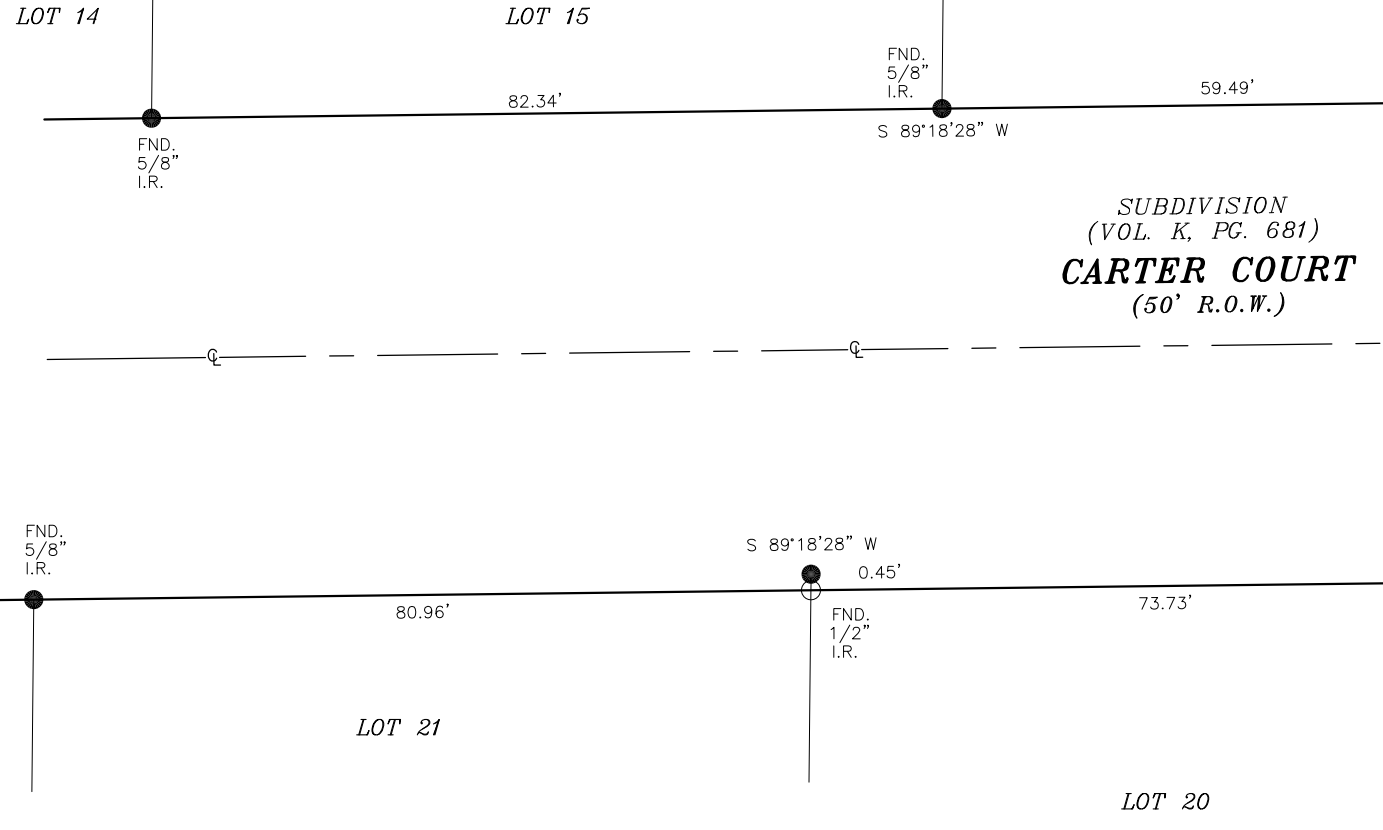 LOT 14
LOT 15
FND.
5/8"
I.R.
82.34'
59.49'
S 89°18'28" W
FND.
5/8"
I.R.
SUBDIVISION
(VOL. K, PG. 681)
CARTER COURT
(50' R.O.W.)
℄
℄
FND.
5/8"
I.R.
S 89°18'28" W
0.45'
80.96'
73.73'
FND.
1/2"
I.R.
LOT 21
LOT 20